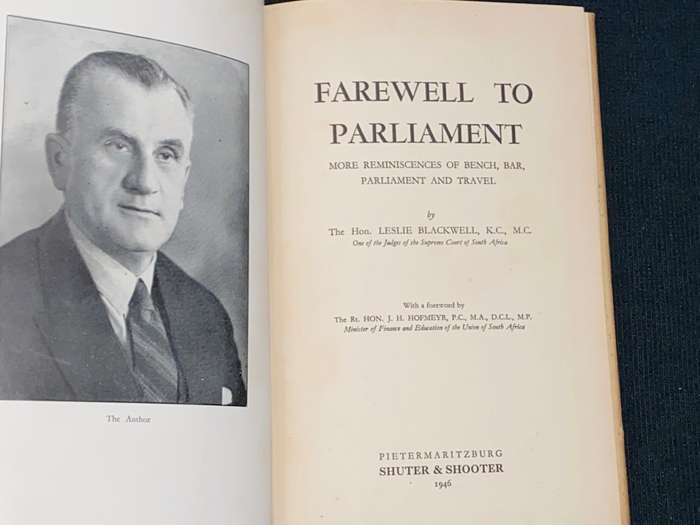 The Author
FAREWELL TO
PARLIAMENT
MORE REMINISCENCES OF BENCH, BAR,
PARLIAMENT AND TRAVEL
by
The Hon. LESLIE BLACKWELL, K.C., M.C.
One of the Judges of the Supreme Court of South Africa
With a foreword by
The Rt. HON. J. H. HOFMEYR, P.C., M.A., D.C.L., M.P.
Minister of Finance and Education of the Union of South Africa
PIETERMARITZBURG
SHUTER & SHOOTER
1946